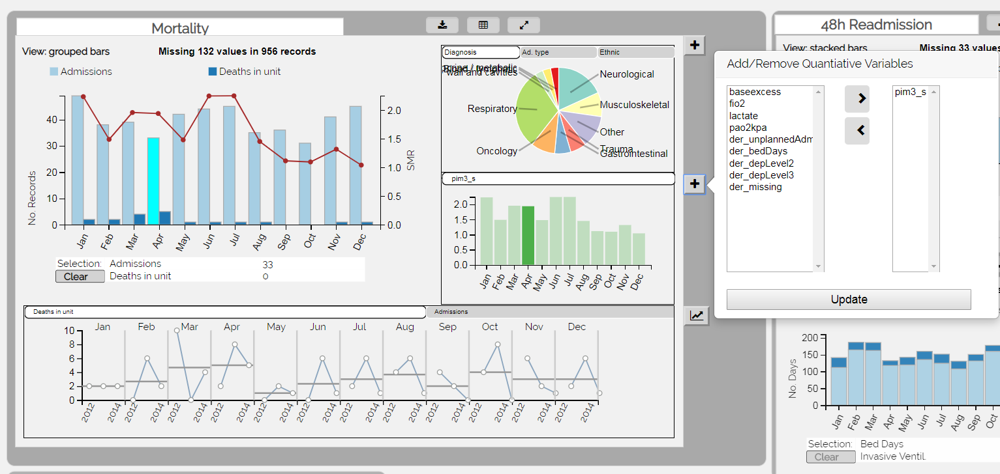 Mortality
View: grouped bars
Missing 132 values in 956 records
Admissions
Deaths in unit
No. Records
40
30
20
10
0
2.0
1.5
1.0
0.5
0.0
SMR
Jan Feb Mar Apr May Jun Jul Aug Sep Oct Nov Dec
Selection: Admissions 33
Clear Deaths in unit 0
Diagnosis Ad. type Ethnic
wall and cavities
Respiratory
Oncology
Neurological
Musculoskeletal
Other
Trauma
Gastrointestinal
pim3_s
2.0
1.5
1.0
0.5
0.0
Jan Feb Mar Apr May Jun Jul Aug Sep Oct Nov Dec
Deaths in unit Admissions
Jan Feb Mar Apr May Jun Jul Aug Sep Oct Nov Dec
10
8
6
4
2
0
2012 2014 2012 2014 2012 2014 2012 2014 2012 2014 2012 2014 2012 2014 2012 2014 2012 2014 2012 2014 2012 2014 2012 2014
48h Readmission
View: stacked bars
Missing 33 values
Add/Remove Quantiative Variables
baseexcess
fio2
lactate
pao2kpa
der_unplannedAdm
der_bedDays
der_depLevel2
der_depLevel3
der_missing
pim3_s
Update
No. Days
200
150
100
50
0
Jan Feb Mar Apr May Jun Jul Aug Sep Oct
Selection: Bed Days
Clear Invasive Ventil.